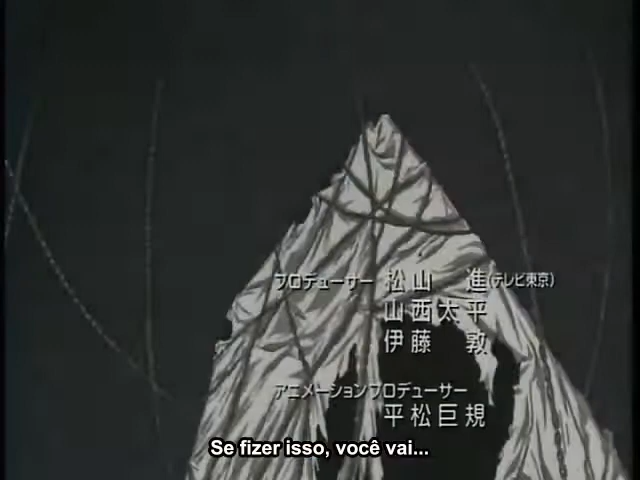 プロデューサー 松山 進(テレビ東京)
山西太平
伊藤 敦
アニメーションプロデューサー
平松巨規
Se fizer isso, você vai...